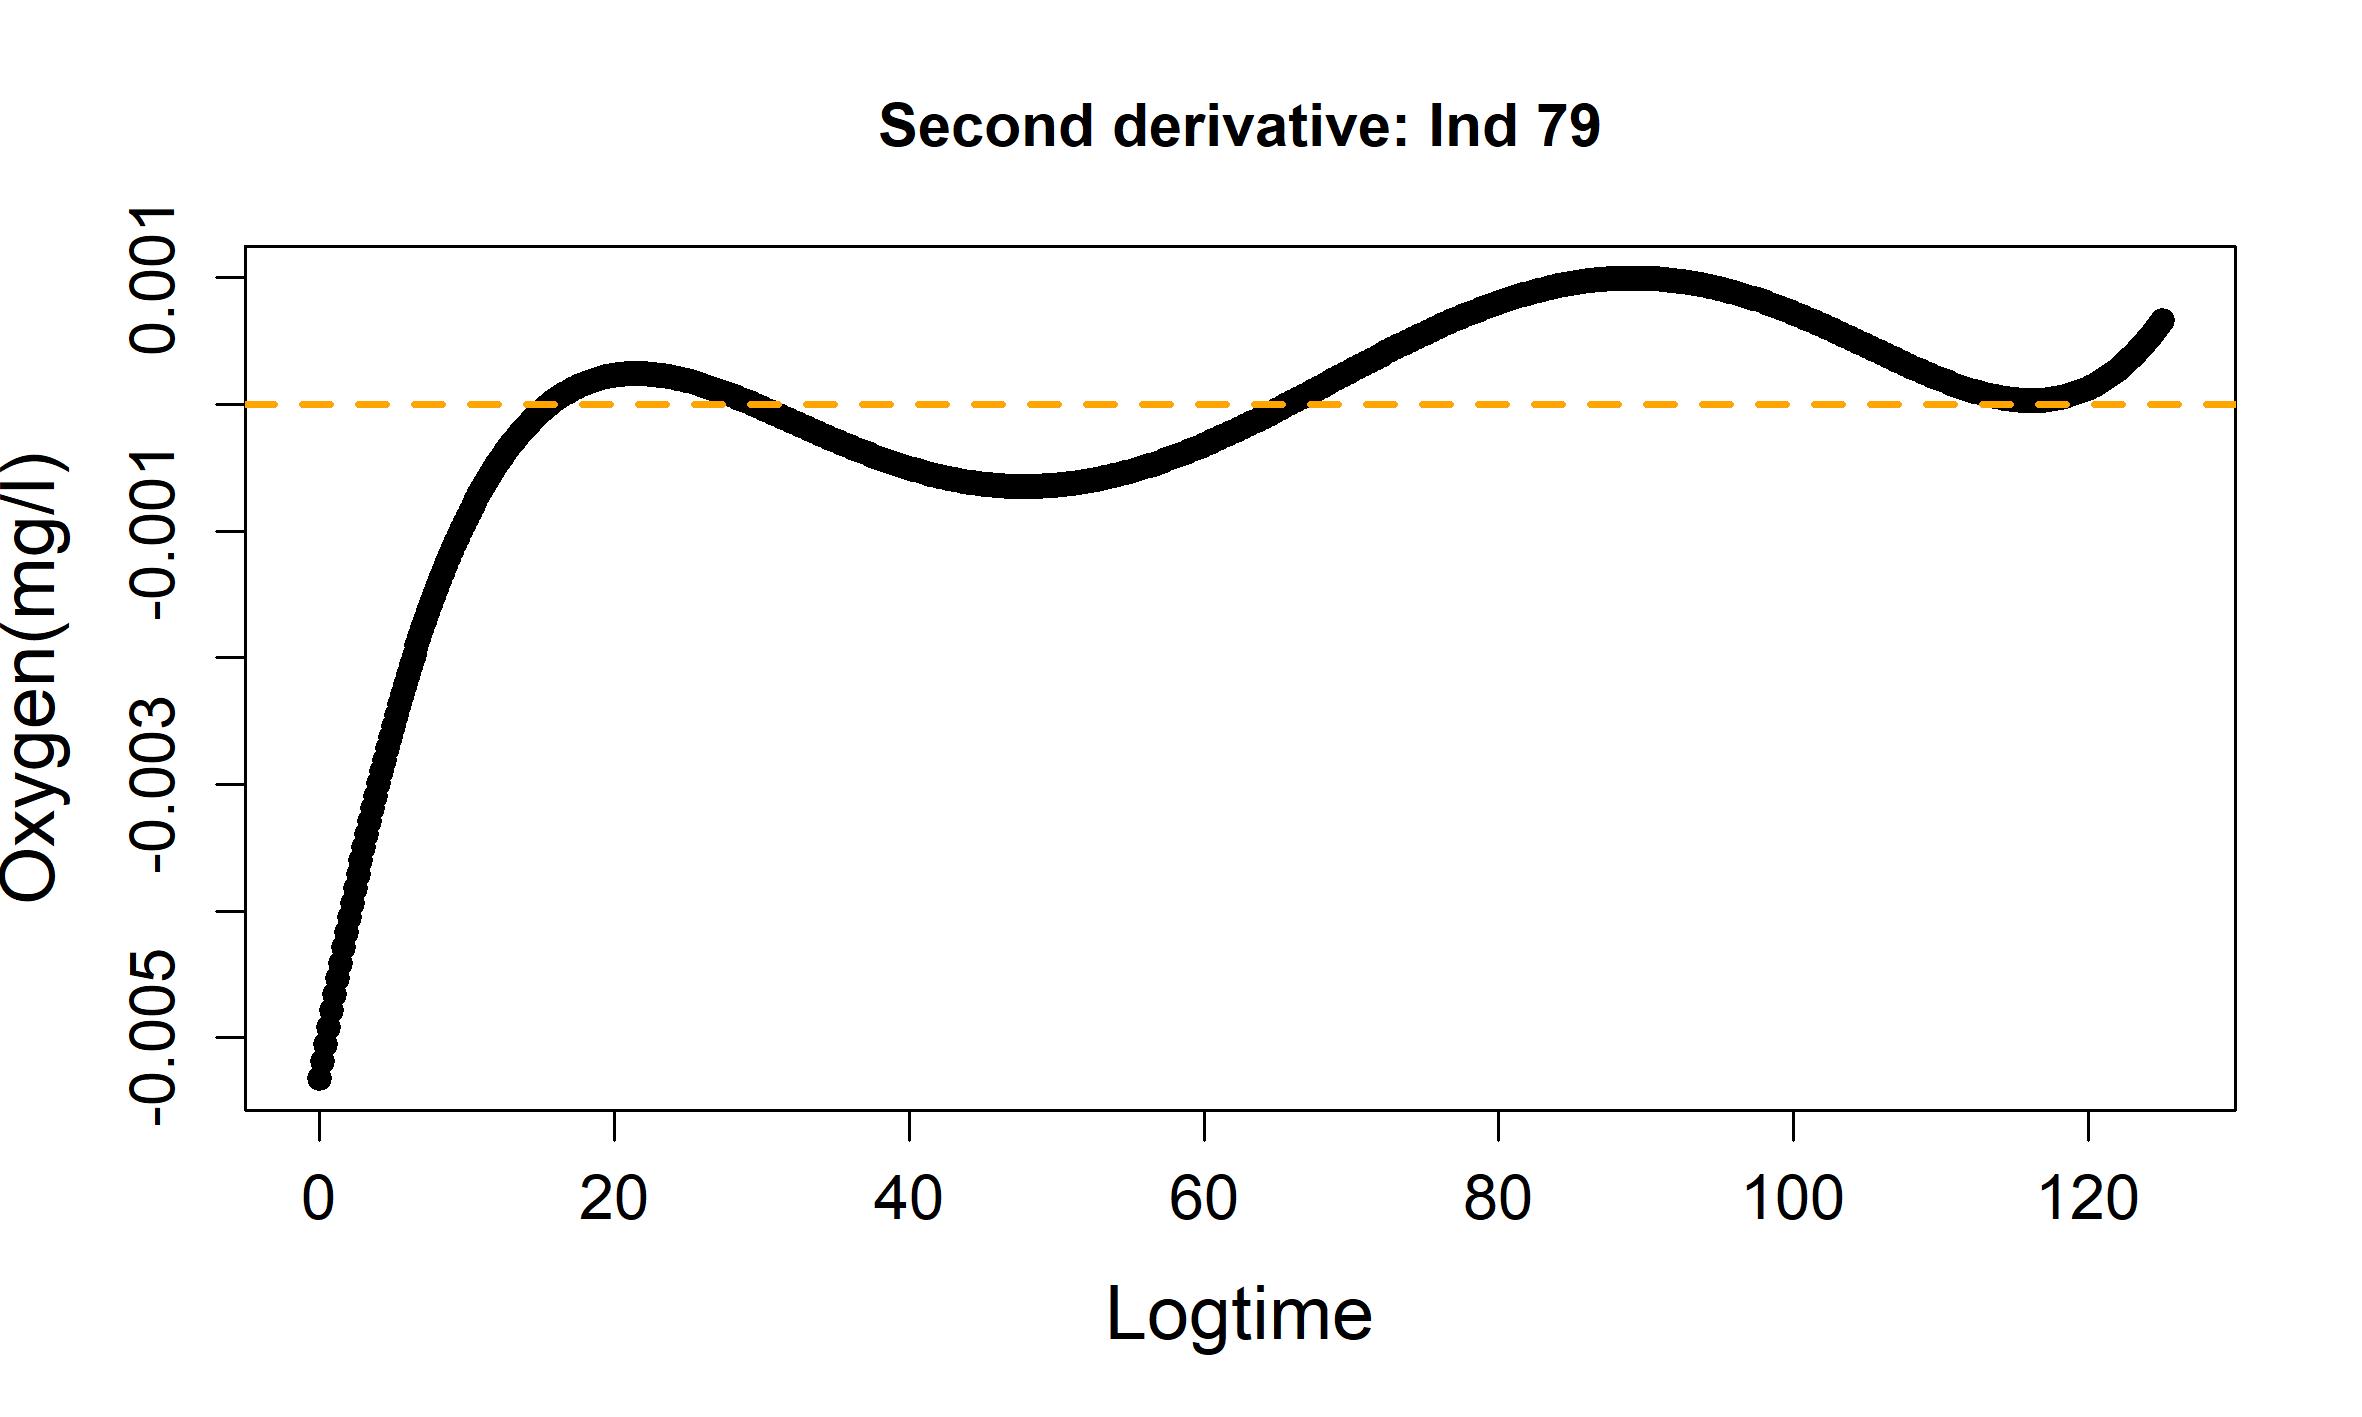 Second derivative: Ind 79
Oxygen(mg/l)
0.001
-0.001
-0.003
-0.005
0 20 40 60 80 100 120
Logtime